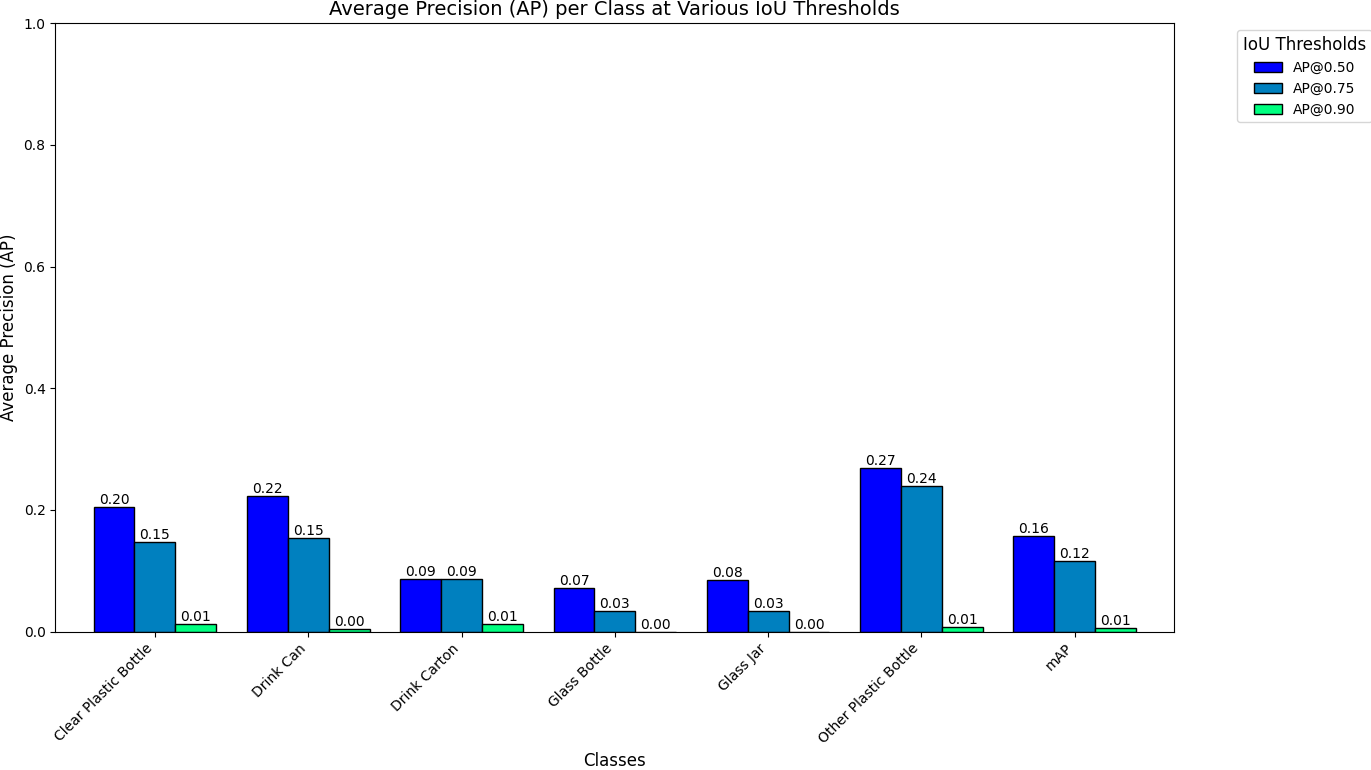 Average Precision (AP) per Class at Various IoU Thresholds
IoU Thresholds
AP@0.50
AP@0.75
AP@0.90
Average Precision (AP)
1.0
0.8
0.6
0.4
0.2
0.0
0.20
0.15
0.01
0.22
0.15
0.00
0.09
0.09
0.01
0.07
0.03
0.00
0.08
0.03
0.00
0.27
0.24
0.01
0.16
0.12
0.01
Clear Plastic Bottle
Drink Can
Drink Carton
Glass Bottle
Glass Jar
Other Plastic Bottle
mAP
Classes